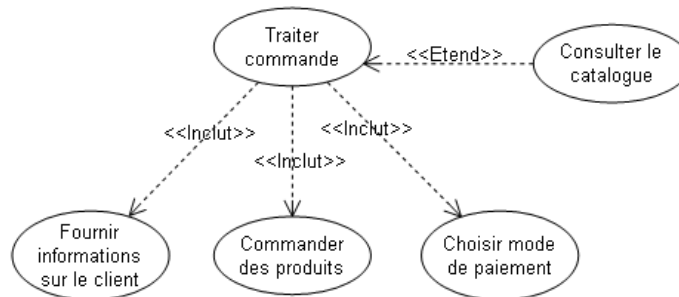 Traiter
commande
<<Etend>>
Consulter le
catalogue
<<Inclut>>
<<Inclut>>
<<Inclut>>
Fournir
informations
sur le client
Commander
des produits
Choisir mode
de paiement